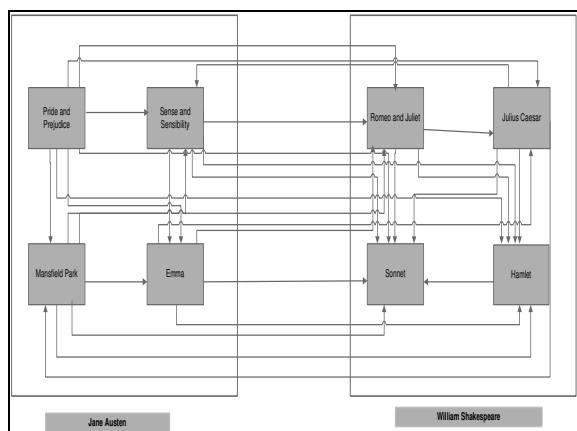 Pride and
Prejudice
Sense and
Sensibility
Romeo and Juliet
Julius Caesar
Mansfield Park
Emma
Sonnet
Hamlet
Jane Austen
William Shakespeare